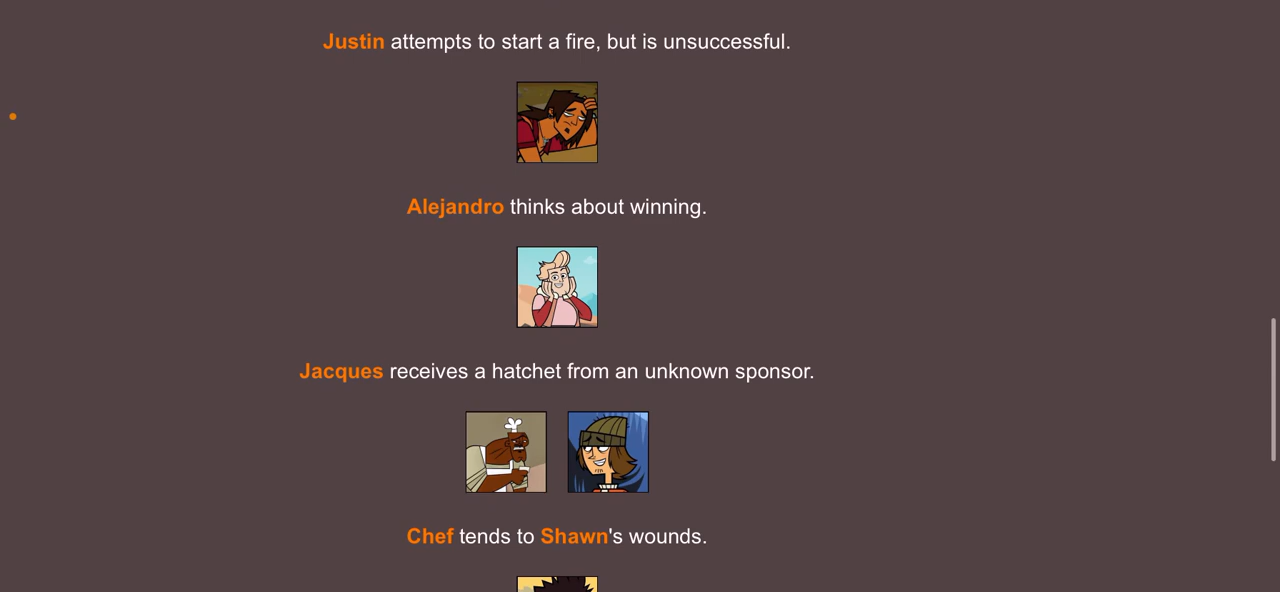 Justin attempts to start a fire, but is unsuccessful.
Alejandro thinks about winning.
Jacques receives a hatchet from an unknown sponsor.
Chef tends to Shawn's wounds.